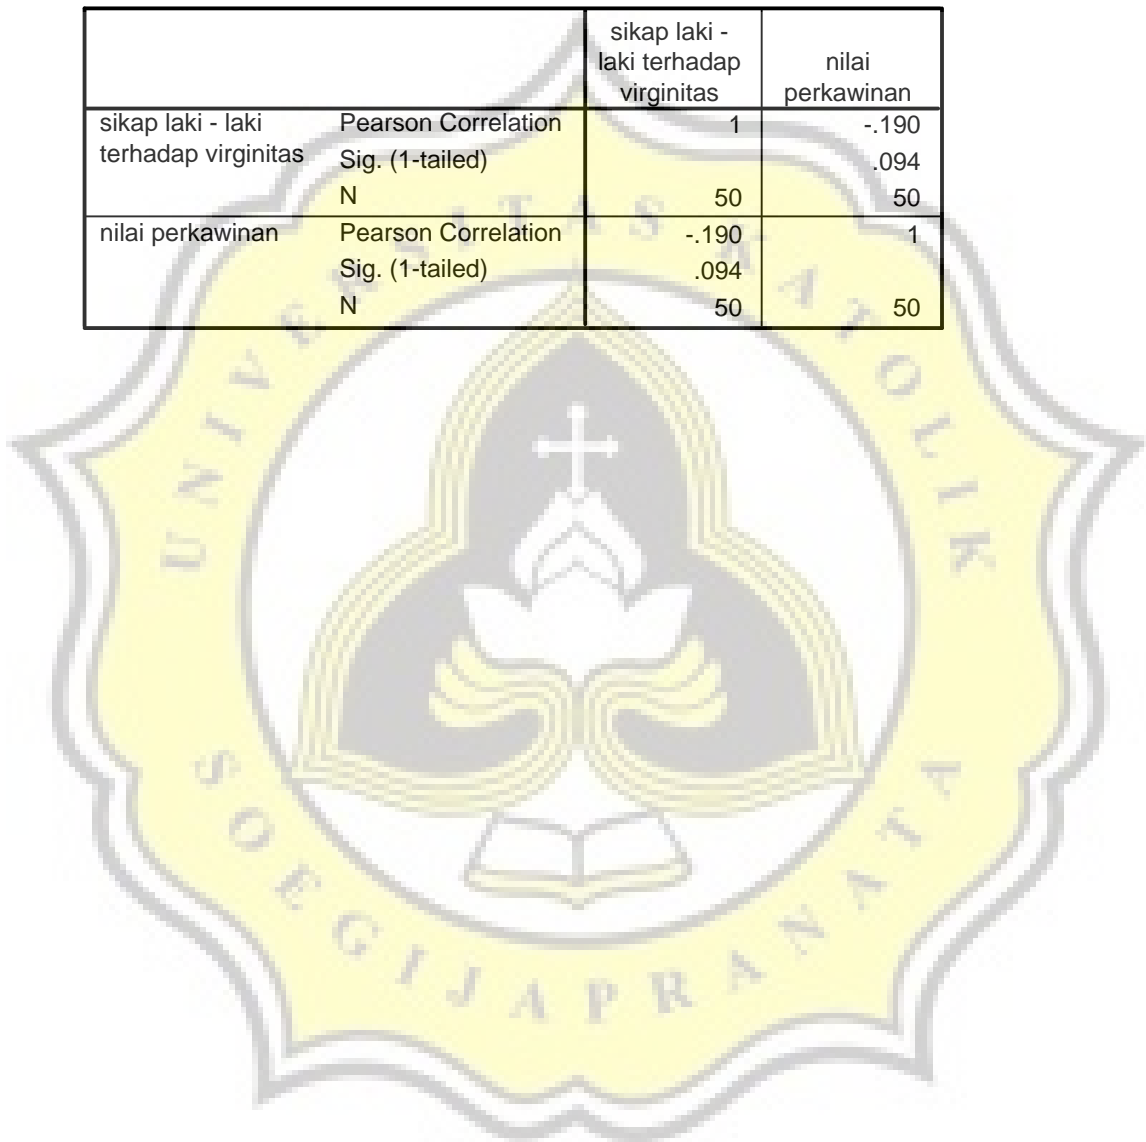 sikap laki -
laki terhadap
virginitas
nilai
perkawinan
sikap laki - laki
terhadap virginitas
Pearson Correlation 1 -.190
Sig. (1-tailed) .094
N 50 50
nilai perkawinan Pearson Correlation -.190 1
Sig. (1-tailed) .094
N 50 50
UNIVERSITAS KATOLIK
SOEGIJAPRANATA